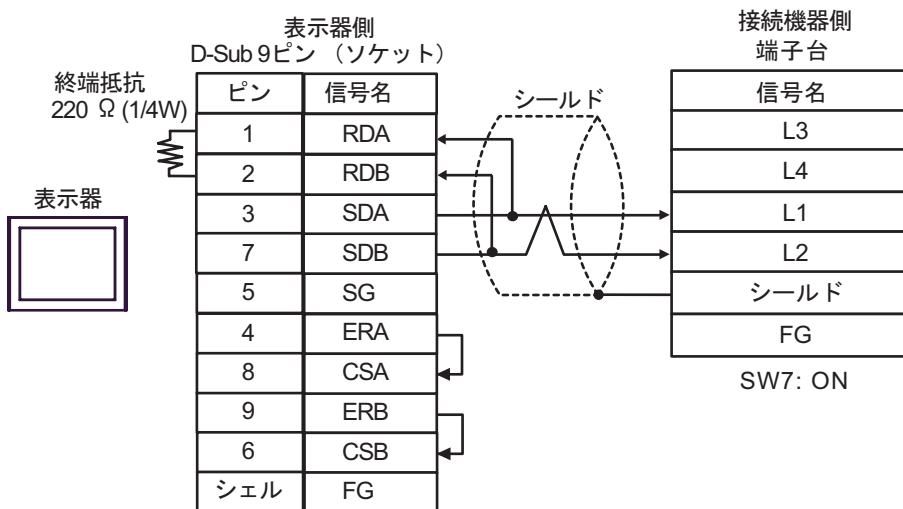 表示器側
D-Sub 9ピン （ソケット）
終端抵抗
220 Ω (1/4W)
表示器
ピン 信号名
1 RDA
2 RDB
3 SDA
7 SDB
5 SG
4 ERA
8 CSA
9 ERB
6 CSB
シェル FG
シールド
接続機器側
端子台
信号名
L3
L4
L1
L2
シールド
FG
SW7: ON